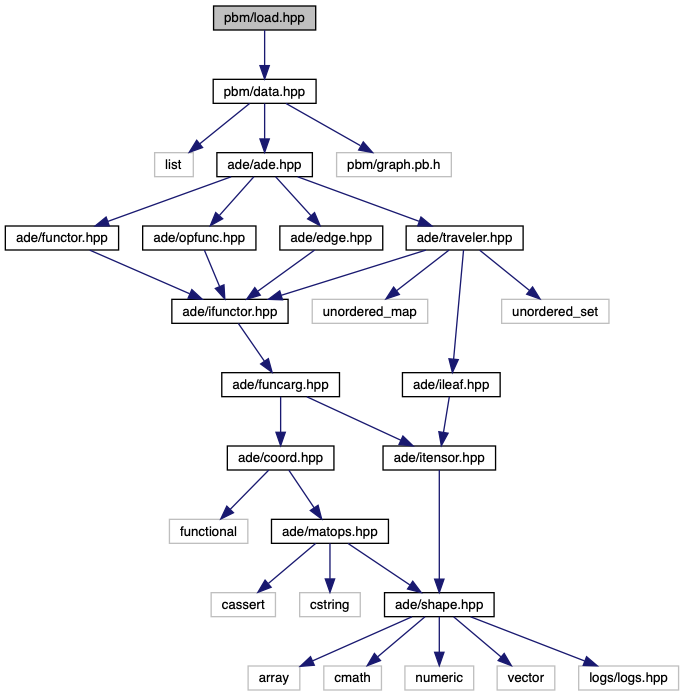 pbm/load.hpp
pbm/data.hpp
list
ade/ade.hpp
pbm/graph.pb.h
ade/functor.hpp
ade/opfunc.hpp
ade/edge.hpp
ade/traveler.hpp
ade/ifunctor.hpp
unordered_map
unordered_set
ade/funcarg.hpp
ade/ileaf.hpp
ade/coord.hpp
ade/itensor.hpp
functional
ade/matops.hpp
cassert
cstring
ade/shape.hpp
array
cmath
numeric
vector
logs/logs.hpp